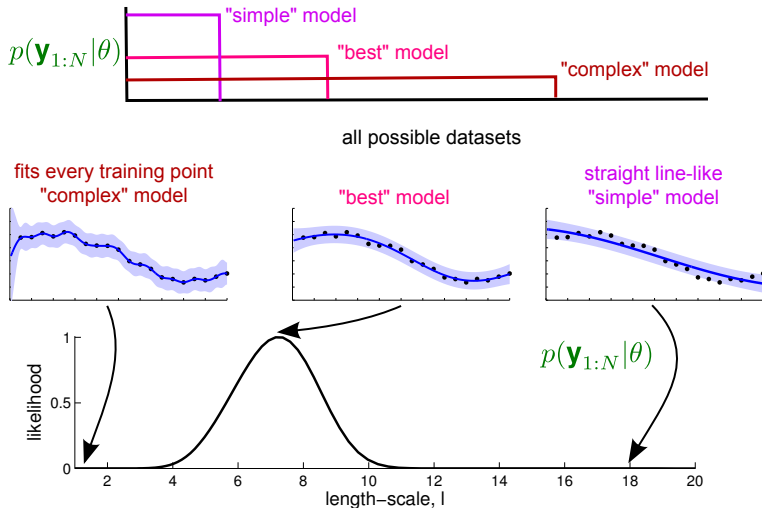 "simple" model
p(y1:N|θ)
"best" model
"complex" model
all possible datasets
fits every training point
"complex" model
"best" model
straight line-like
"simple" model
p(y1:N|θ)
likelihood
1
0.5
0
2 4 6 8 10 12 14 16 18 20
length−scale, l